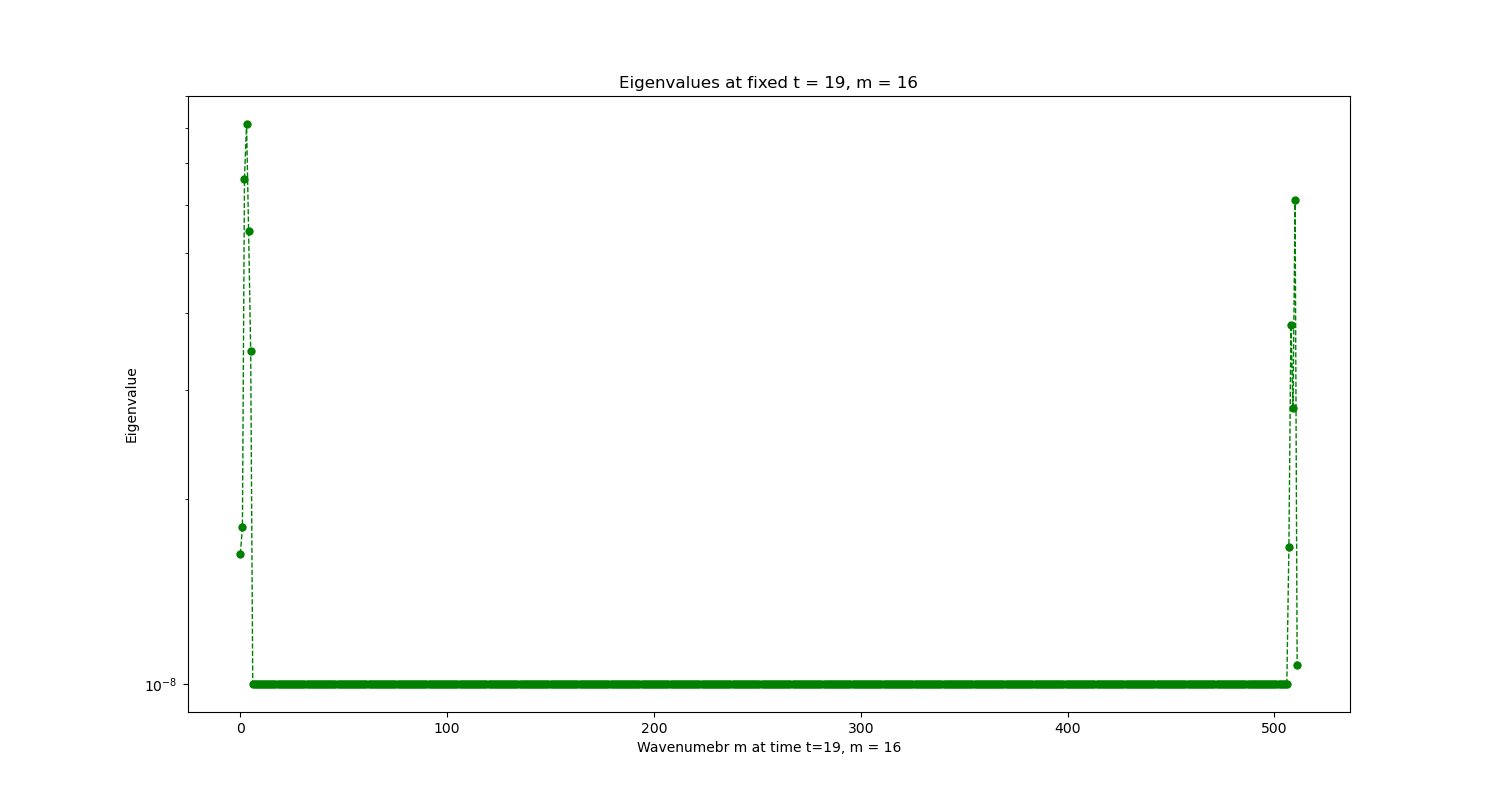 Eigenvalues at fixed t = 19, m = 16
Eigenvalue
10⁻⁸
0 100 200 300 400 500
Wavenumebr m at time t=19, m = 16